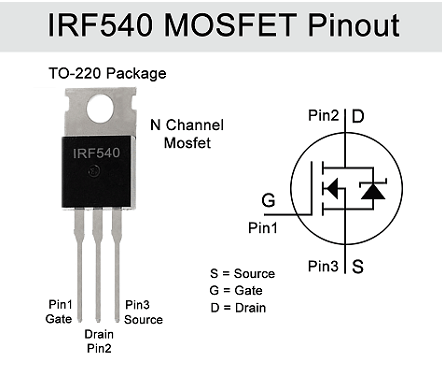 IRF540 MOSFET Pinout
TO-220 Package
N Channel
Mosfet
IRF540
Pin1
Gate
Drain
Pin2
Pin3
Source
Pin2
D
G
Pin1
Pin3
S
S = Source
G = Gate
D = Drain